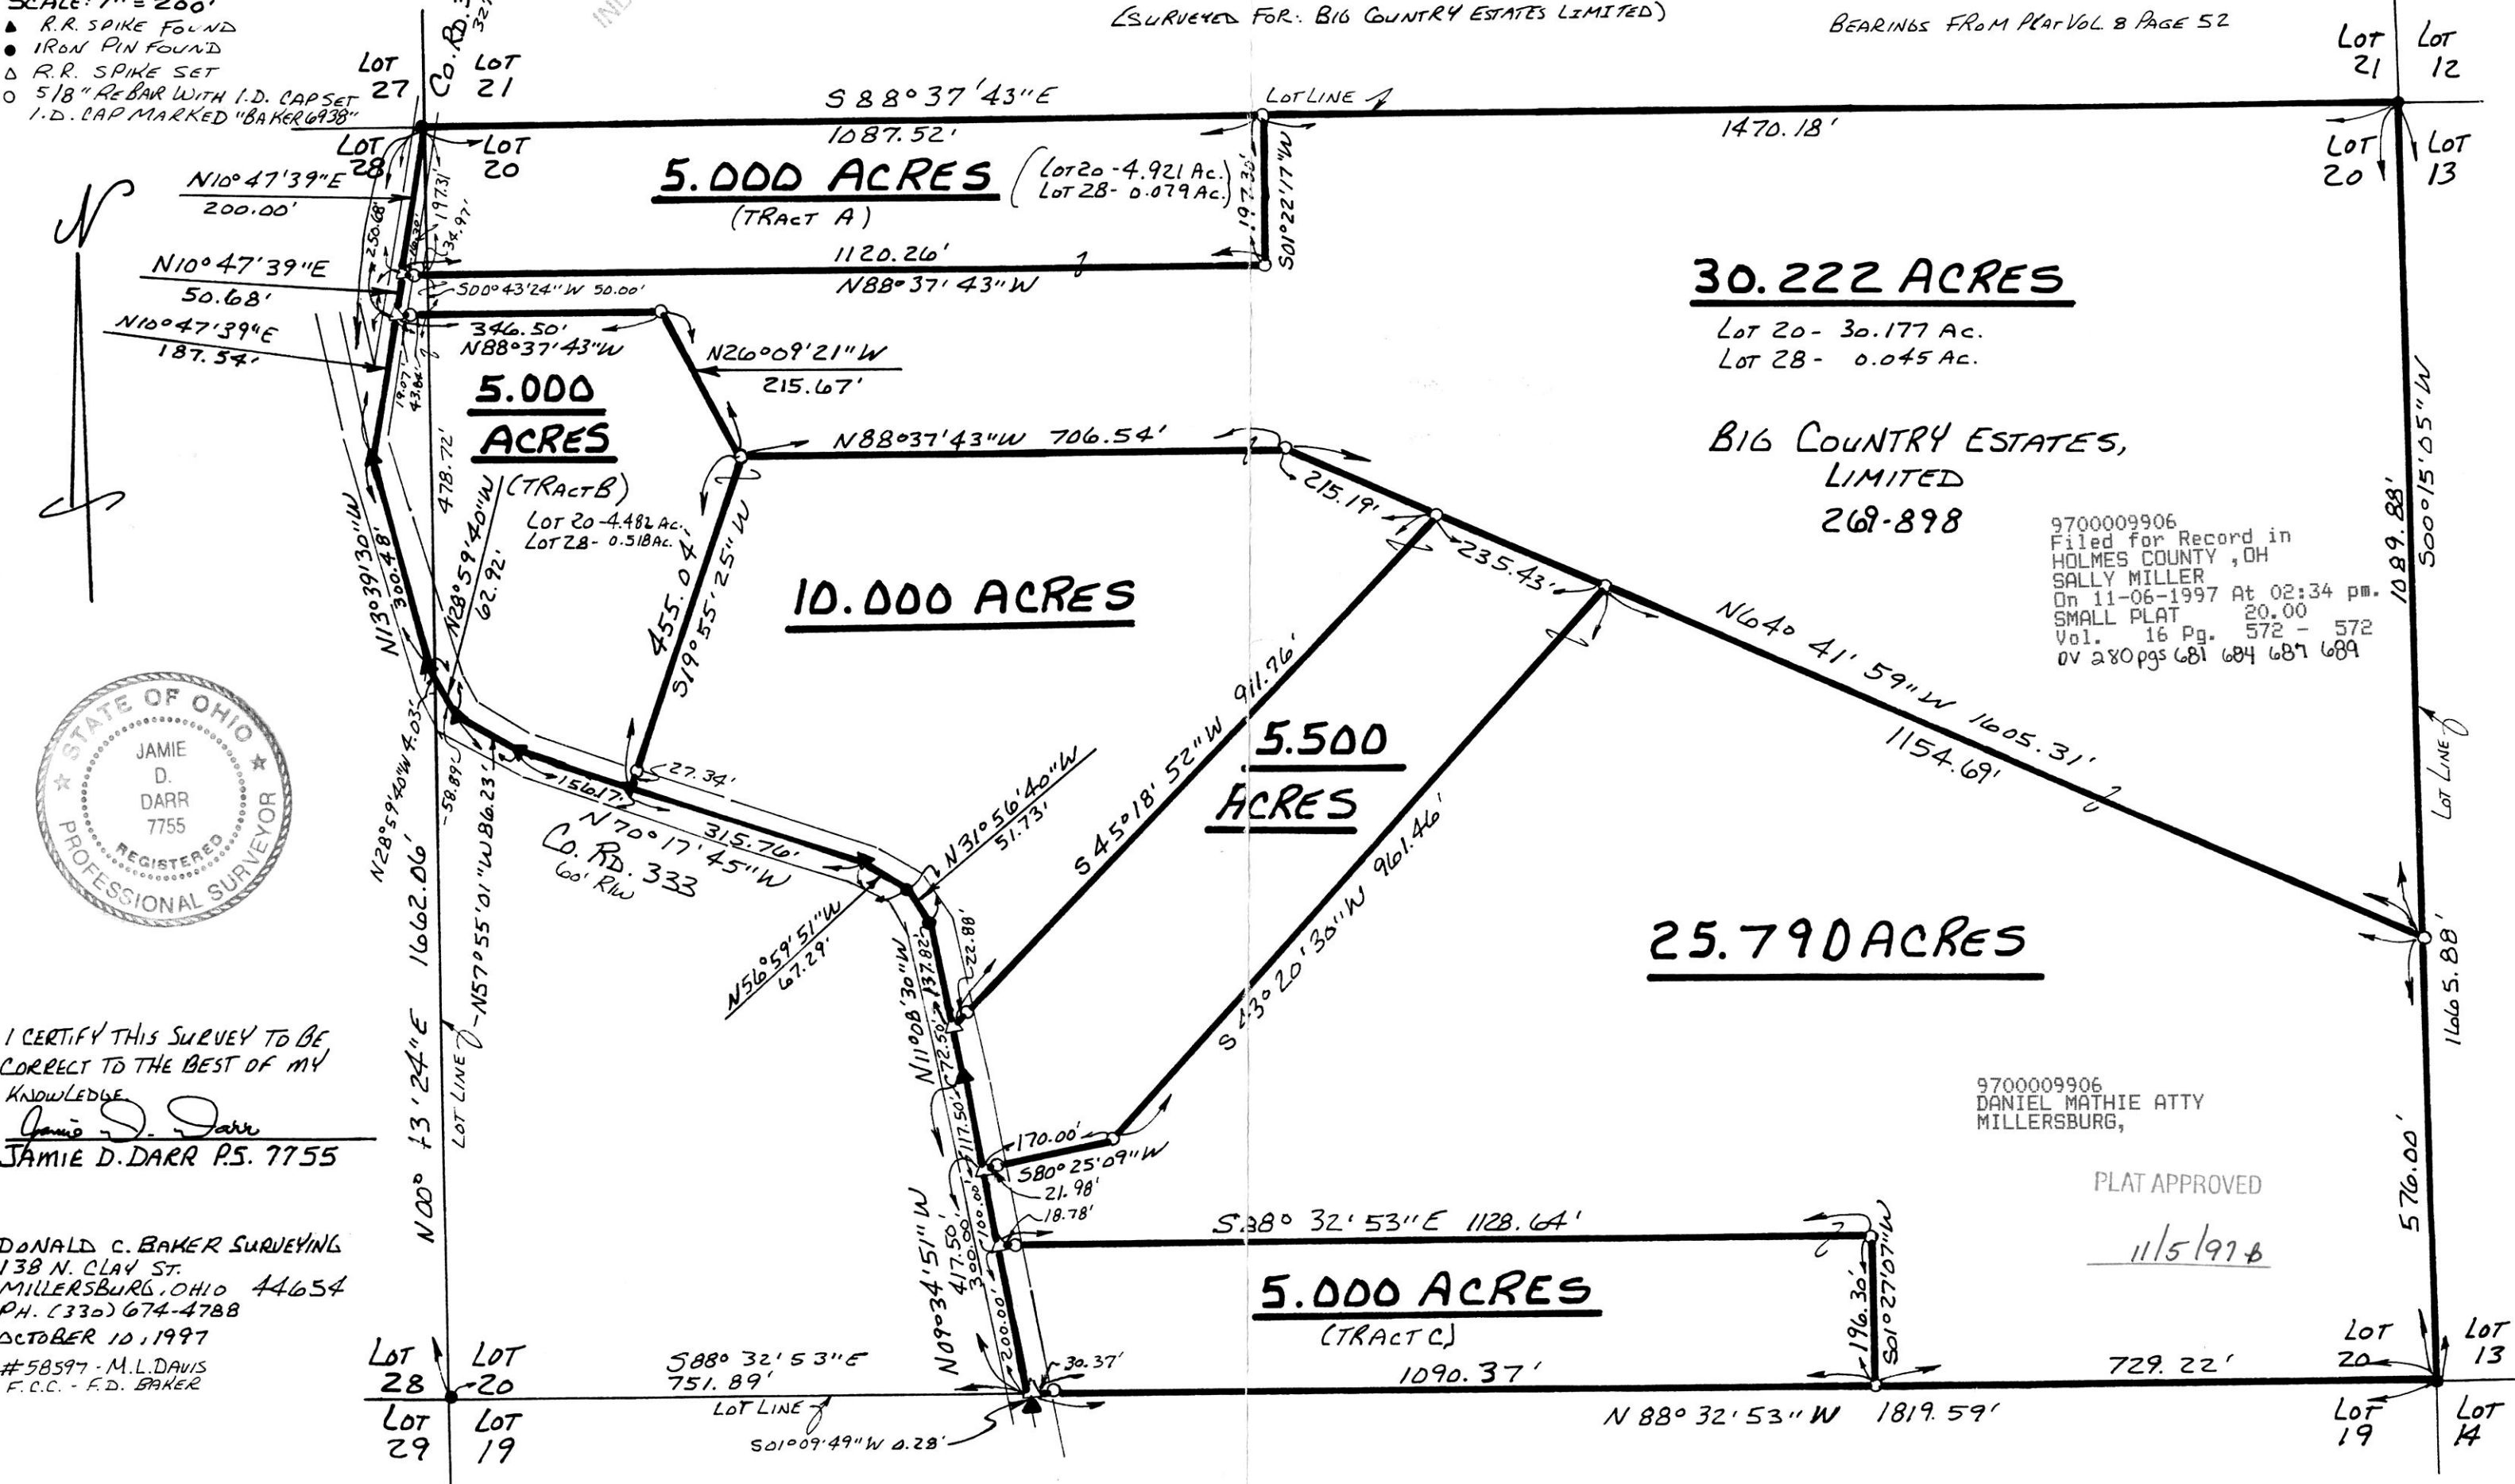 SCALE: 1" = 200'
▲ R.R. SPIKE FOUND
● IRON PIN FOUND
△ R.R. SPIKE SET
○ 5/8" REBAR WITH I.D. CAP SET
I.D. CAP MARKED "BAKER 6938"
(SURVEYED FOR: BIG COUNTRY ESTATES LIMITED)
BEARINGS FROM PLAT VOL. 8 PAGE 52
LOT 27
CO. RD.
LOT 21
LOT 21
LOT 12
LOT 28
LOT 20
LOT 20
LOT 13
S 88° 37' 43" E
LOT LINE
1087.52'
1470.18'
5.000 ACRES
(TRACT A)
(LOT 20 - 4.921 AC.
LOT 28 - 0.079 AC.)
197.30'
S01°22'17"W
N10°47'39"E
200.00'
N10°47'39"E
50.68'
N10°47'39"E
187.54'
250.68'
197.31'
34.97'
1120.26'
N88°37'43"W
S00°43'24"W 50.00'
346.50'
N88°37'43"W
N26°09'21"W
215.67'
19.07'
43.84'
478.72'
5.000
ACRES
(TRACT B)
LOT 20 - 4.482 AC.
LOT 28 - 0.518 AC.
N88°37'43"W 706.54'
30.222 ACRES
LOT 20 - 30.177 AC.
LOT 28 - 0.045 AC.
BIG COUNTRY ESTATES,
LIMITED
269-898
9700009906
Filed for Record in
HOLMES COUNTY ,OH
SALLY MILLER
On 11-06-1997 At 02:34 pm.
SMALL PLAT 20.00
Vol. 16 Pg. 572 - 572
OV 280 pgs 681 684 687 689
1089.88'
S00°15'05"W
LOT LINE
1665.88'
576.00'
N13°39'30"W
300.48'
N28°59'40"W
62.92'
455.04'
S19°55'25"W
10.000 ACRES
215.19'
235.43'
N64° 41' 59" W 1605.31'
1154.69'
S 45°18' 52" W 911.76'
5.500
ACRES
S 43° 20' 30" W 961.46'
25.790 ACRES
STATE OF OHIO
JAMIE
D.
DARR
7755
REGISTERED
PROFESSIONAL SURVEYOR
N28°59'40"W 4.03'
58.89'
N57°55'01"W 86.23'
156.17'
27.34'
N 70° 17' 45" W
315.76'
CO. RD. 333
60' R/W
N31°56'40"W
51.73'
N56°59'51"W
67.29'
N11°08'30"W
137.82'
22.88'
72.50'
117.50'
170.00'
S80°25'09"W
21.98'
18.78'
100.00'
N09°34'51"W
417.50'
300.00'
200.00'
N00° 43' 24" E 1662.06'
LOT LINE
I CERTIFY THIS SURVEY TO BE
CORRECT TO THE BEST OF MY
KNOWLEDGE.
Jamie D. Darr
JAMIE D. DARR P.S. 7755
DONALD C. BAKER SURVEYING
138 N. CLAY ST.
MILLERSBURG, OHIO 44654
PH. (330) 674-4788
OCTOBER 10, 1997
#58597 - M.L. DAVIS
F.C.C. - F.D. BAKER
9700009906
DANIEL MATHIE ATTY
MILLERSBURG,
PLAT APPROVED
11/5/97
S88° 32' 53" E 1128.64'
5.000 ACRES
(TRACT C)
196.30'
S01°27'07"W
1090.37'
729.22'
N 88° 32' 53" W 1819.59'
30.37'
S88° 32' 53" E
751.89'
LOT LINE
S01°09'49"W 0.28'
LOT 28
LOT 20
LOT 29
LOT 19
LOT 20
LOT 13
LOT 19
LOT 14
N